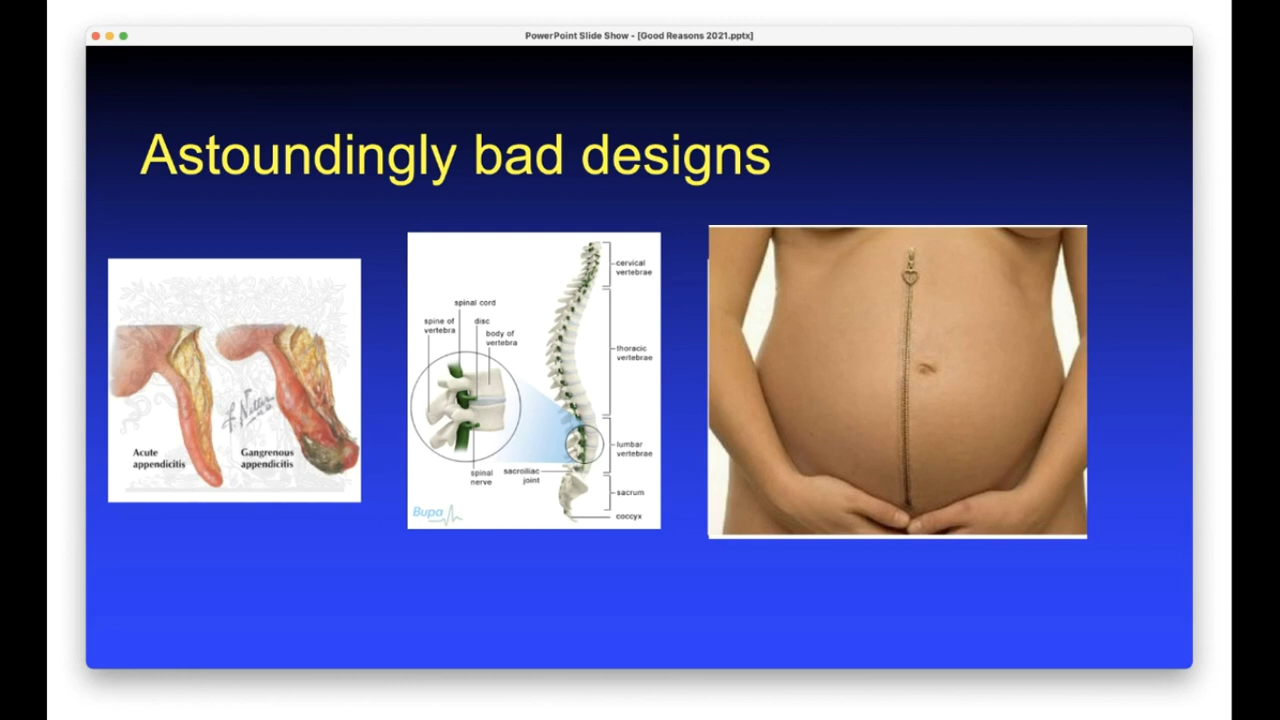 PowerPoint Slide Show - [Good Reasons 2021.pptx]
Astoundingly bad designs
Acute
appendicitis
Gangrenous
appendicitis
spinal cord
spine of
vertebra
disc
body of
vertebra
spinal
nerve
sacroiliac
joint
cervical
vertebrae
thoracic
vertebrae
lumbar
vertebrae
sacrum
coccyx
Bupa